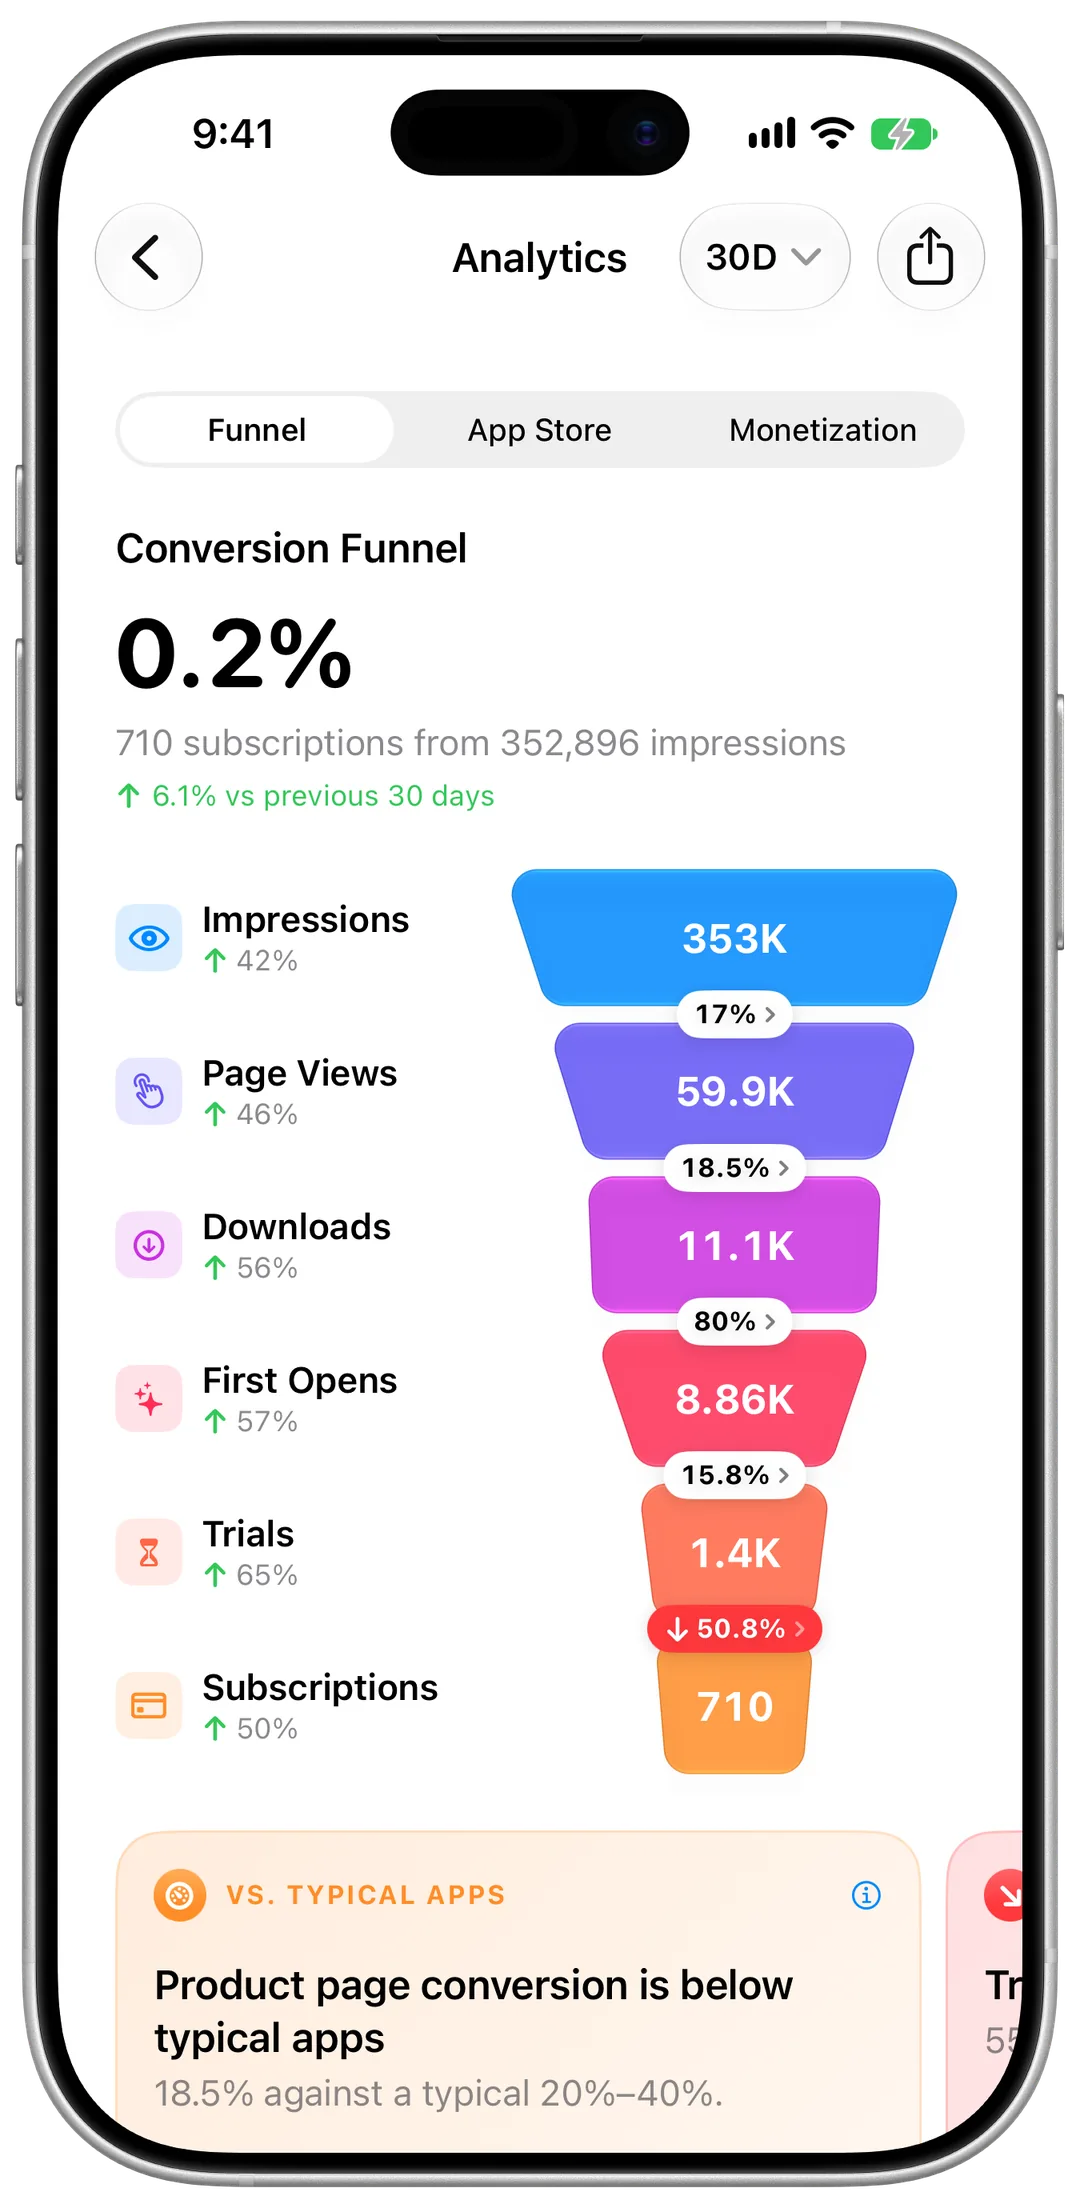 9:41
Analytics
30D
Funnel
App Store
Monetization
Conversion Funnel
0.2%
710 subscriptions from 352,896 impressions
↑ 6.1% vs previous 30 days
Impressions
↑ 42%
353K
17% >
Page Views
↑ 46%
59.9K
18.5% >
Downloads
↑ 56%
11.1K
80% >
First Opens
↑ 57%
8.86K
15.8% >
Trials
↑ 65%
1.4K
↓ 50.8% >
Subscriptions
↑ 50%
710
VS. TYPICAL APPS
Product page conversion is below
typical apps
18.5% against a typical 20%–40%.
Tr